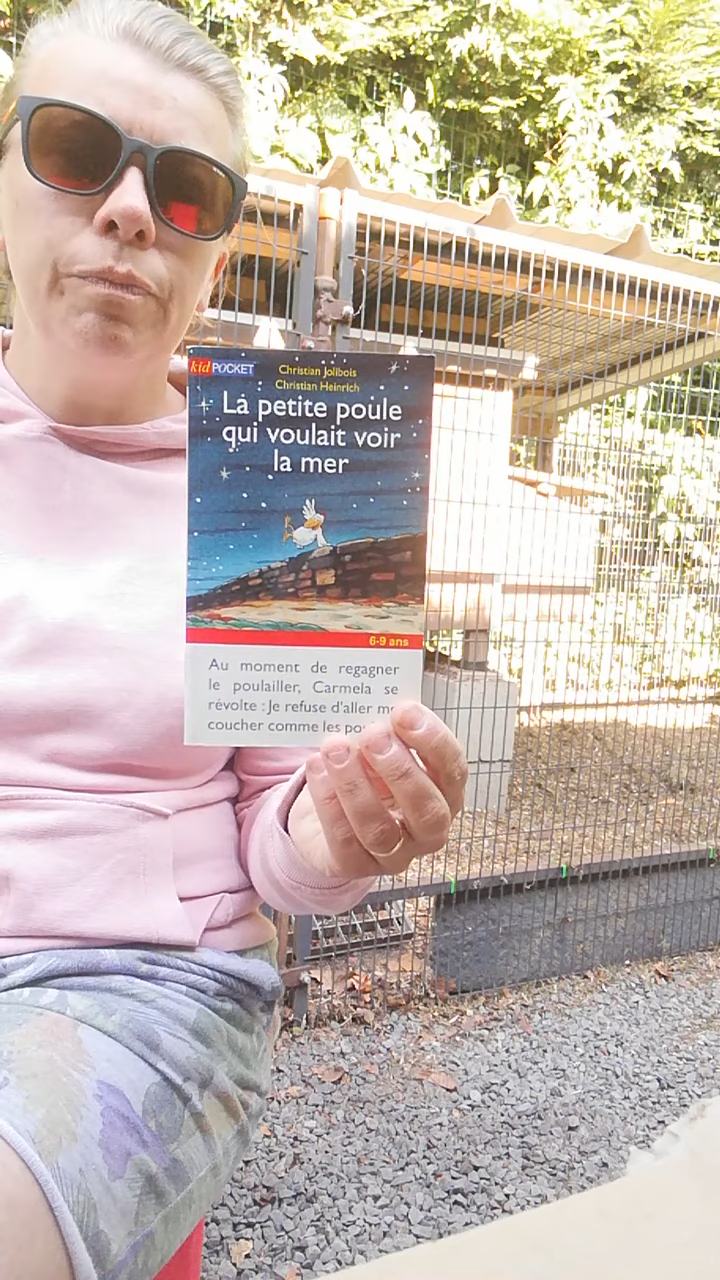 kid POCKET
Christian Jolibois
Christian Heinrich
La petite poule
qui voulait voir
la mer
6-9 ans
Au moment de regagner
le poulailler, Carmela se
révolte : Je refuse d'aller
coucher comme les